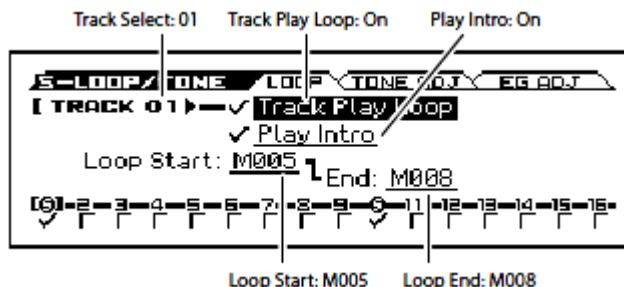 Track Select: 01 Track Play Loop: On Play Intro: On
S-LOOP/TONE LOOP TONE ADJ EG ADJ
[ TRACK 01 ] Track Play Loop
Play Intro
Loop Start: M005 End: M008
2 3 4 5 6 7 8 9 11 12 13 14 15 16
Loop Start: M005 Loop End: M008